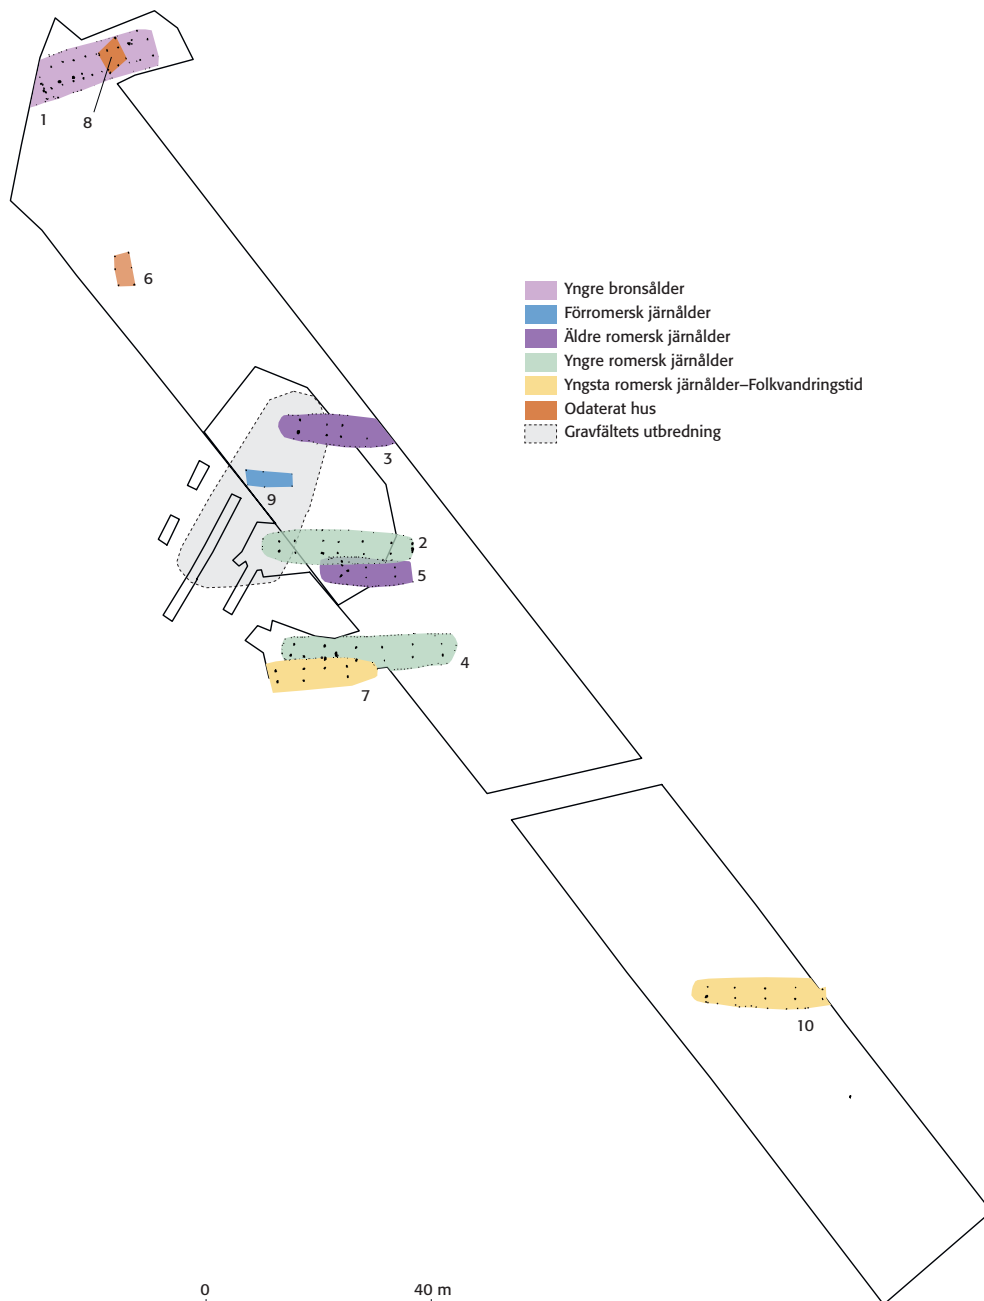 1
8
6
Yngre bronsålder
Förromersk järnålder
Äldre romersk järnålder
Yngre romersk järnålder
Yngsta romersk järnålder–Folkvandringstid
Odaterat hus
Gravfältets utbredning
3
9
2
5
4
7
10
0 40 m